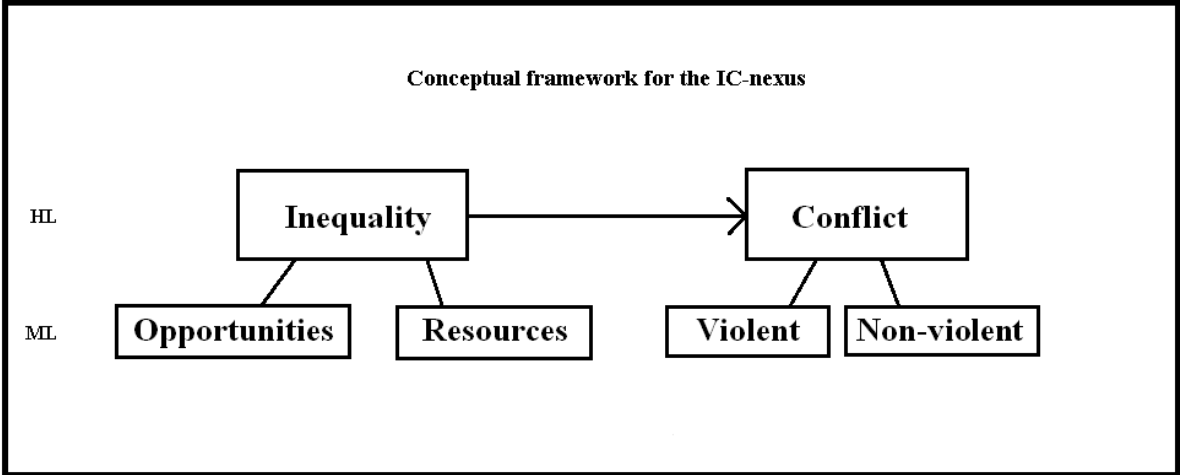 Conceptual framework for the IC-nexus
HL
Inequality
Conflict
ML
Opportunities
Resources
Violent
Non-violent